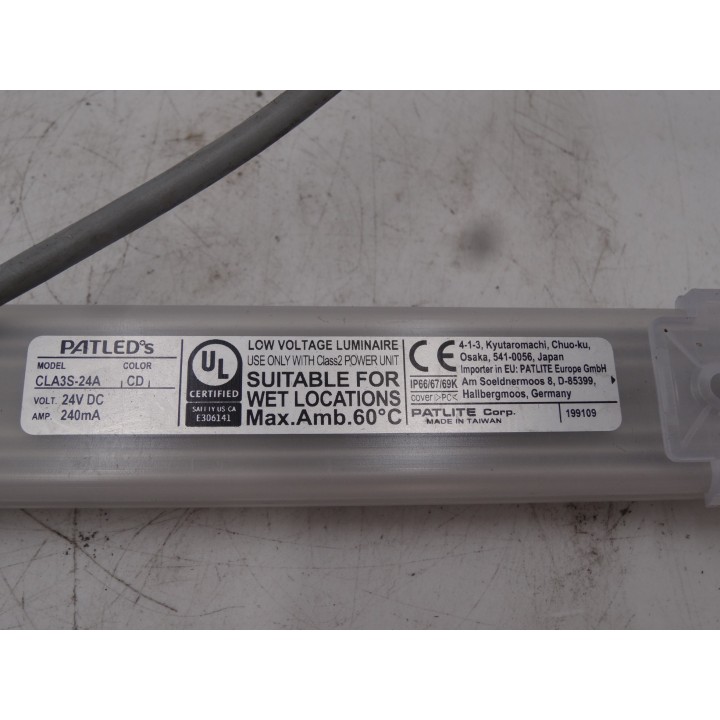 PATLED's
MODEL COLOR
CLA3S-24A CD
VOLT. 24V DC
AMP. 240mA
UL
CERTIFIED
SAFETY US CA
E306141
LOW VOLTAGE LUMINAIRE
USE ONLY WITH Class2 POWER UNIT
SUITABLE FOR
WET LOCATIONS
Max.Amb.60°C
CE
IP66/67/69K
cover >PC<
4-1-3, Kyutaromachi, Chuo-ku,
Osaka, 541-0056, Japan
Importer in EU: PATLITE Europe GmbH
Am Soeldnermoos 8, D-85399,
Hallbergmoos, Germany
PATLITE Corp.
MADE IN TAIWAN
199109